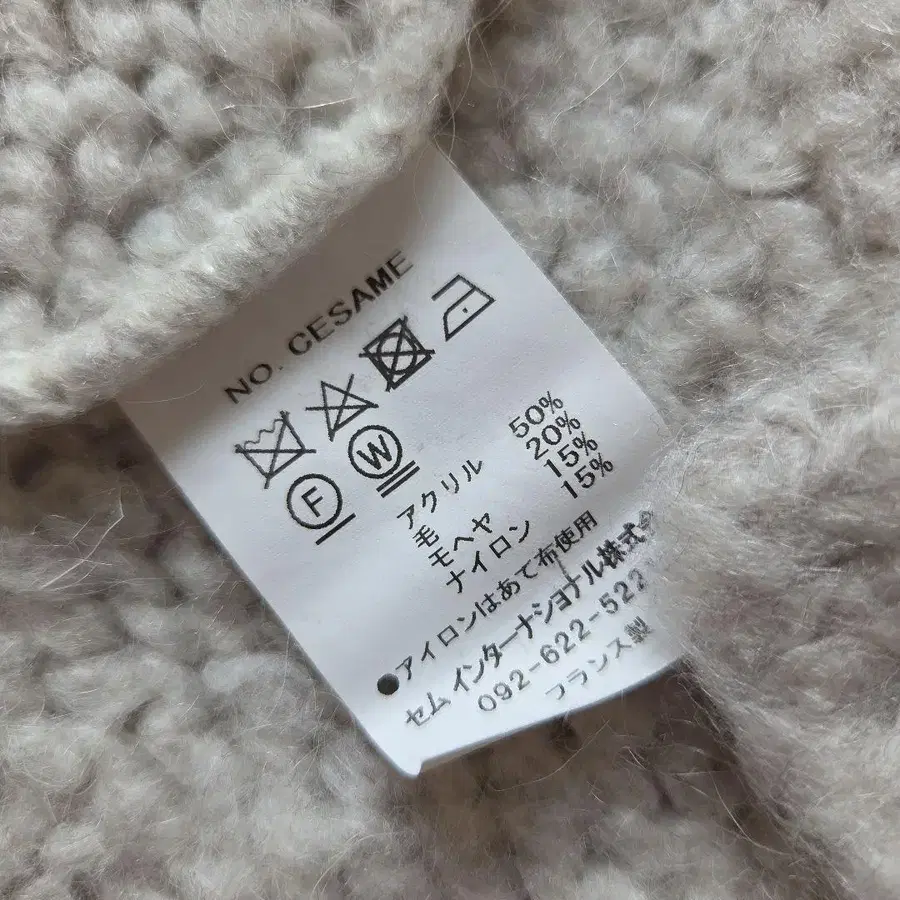 NO. CESAME
F W
アクリル 50%
毛 20%
モヘヤ 15%
ナイロン 15%
●アイロンはあて布使用
セムインターナショナル株式会
092-622-522
フランス製